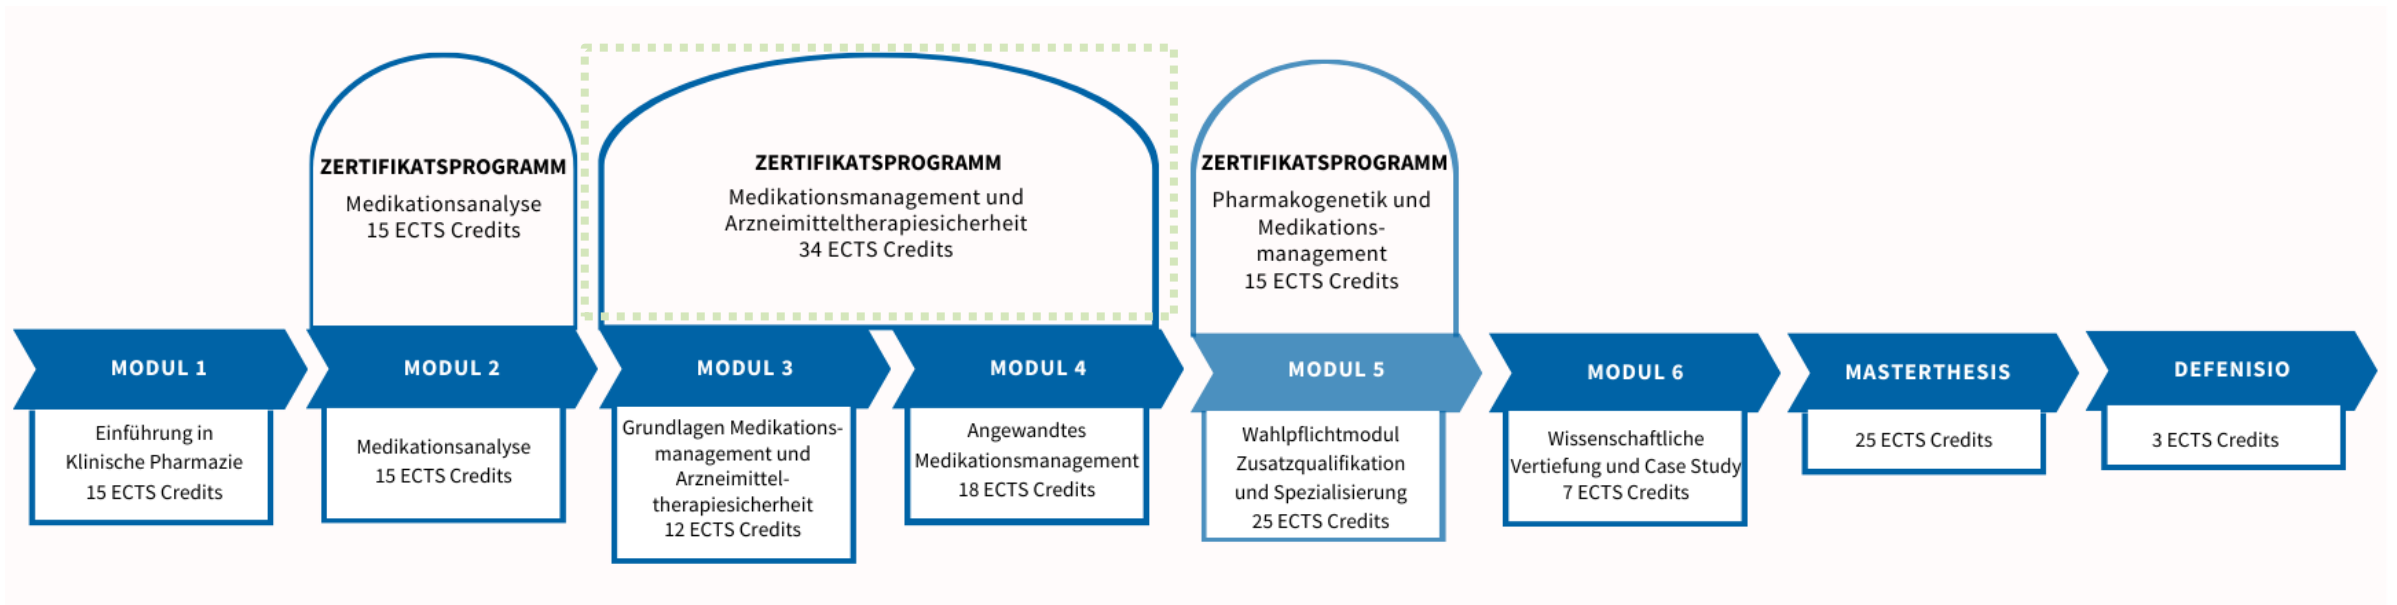 ZERTIFIKATSPROGRAMM
Medikationsanalyse
15 ECTS Credits
ZERTIFIKATSPROGRAMM
Medikationsmanagement und
Arzneimitteltherapiesicherheit
34 ECTS Credits
ZERTIFIKATSPROGRAMM
Pharmakogenetik und
Medikations-
management
15 ECTS Credits
MODUL 1
Einführung in
Klinische Pharmazie
15 ECTS Credits
MODUL 2
Medikationsanalyse
15 ECTS Credits
MODUL 3
Grundlagen Medikations-
management und
Arzneimittel-
therapiesicherheit
12 ECTS Credits
MODUL 4
Angewandtes
Medikationsmanagement
18 ECTS Credits
MODUL 5
Wahlpflichtmodul
Zusatzqualifikation
und Spezialisierung
25 ECTS Credits
MODUL 6
Wissenschaftliche
Vertiefung und Case Study
7 ECTS Credits
MASTERTHESIS
25 ECTS Credits
DEFENISIO
3 ECTS Credits